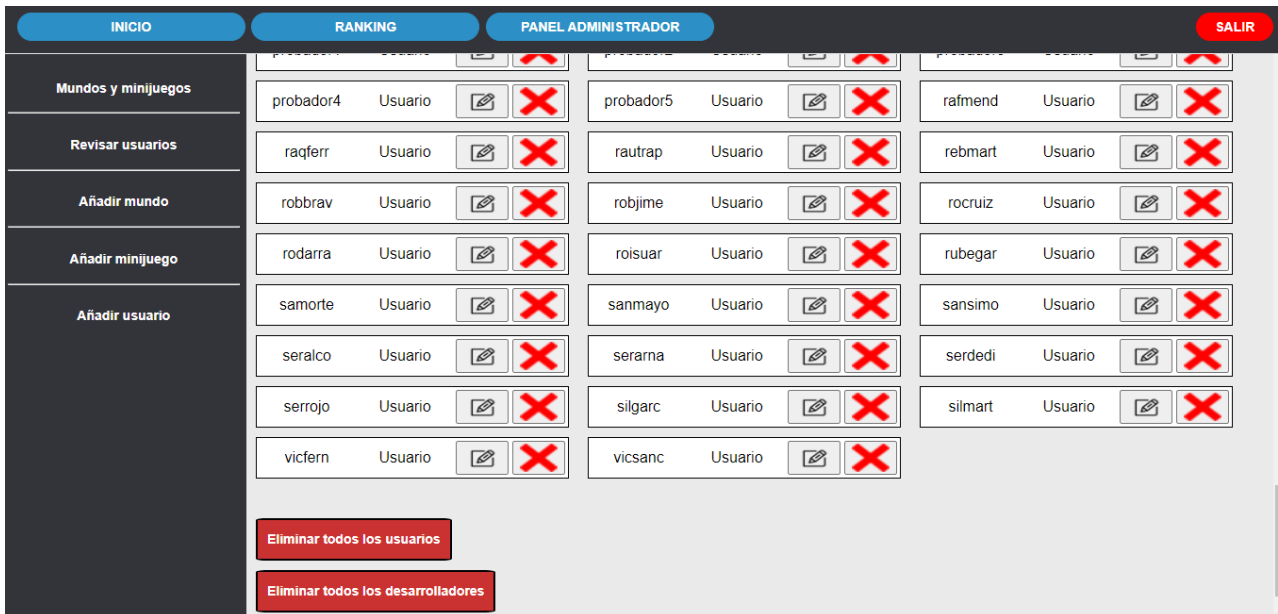 INICIO RANKING PANEL ADMINISTRADOR SALIR
Mundos y minijuegos
Revisar usuarios
Añadir mundo
Añadir minijuego
Añadir usuario
probador4 Usuario probador5 Usuario rafmend Usuario
raqferr Usuario rautrap Usuario rebmart Usuario
robbrav Usuario robjime Usuario rocruiz Usuario
rodarra Usuario roisuar Usuario rubegar Usuario
samorte Usuario sanmayo Usuario sansimo Usuario
seralco Usuario serarna Usuario serdedi Usuario
serrojo Usuario silgarc Usuario silmart Usuario
vicfern Usuario vicsanc Usuario
Eliminar todos los usuarios
Eliminar todos los desarrolladores